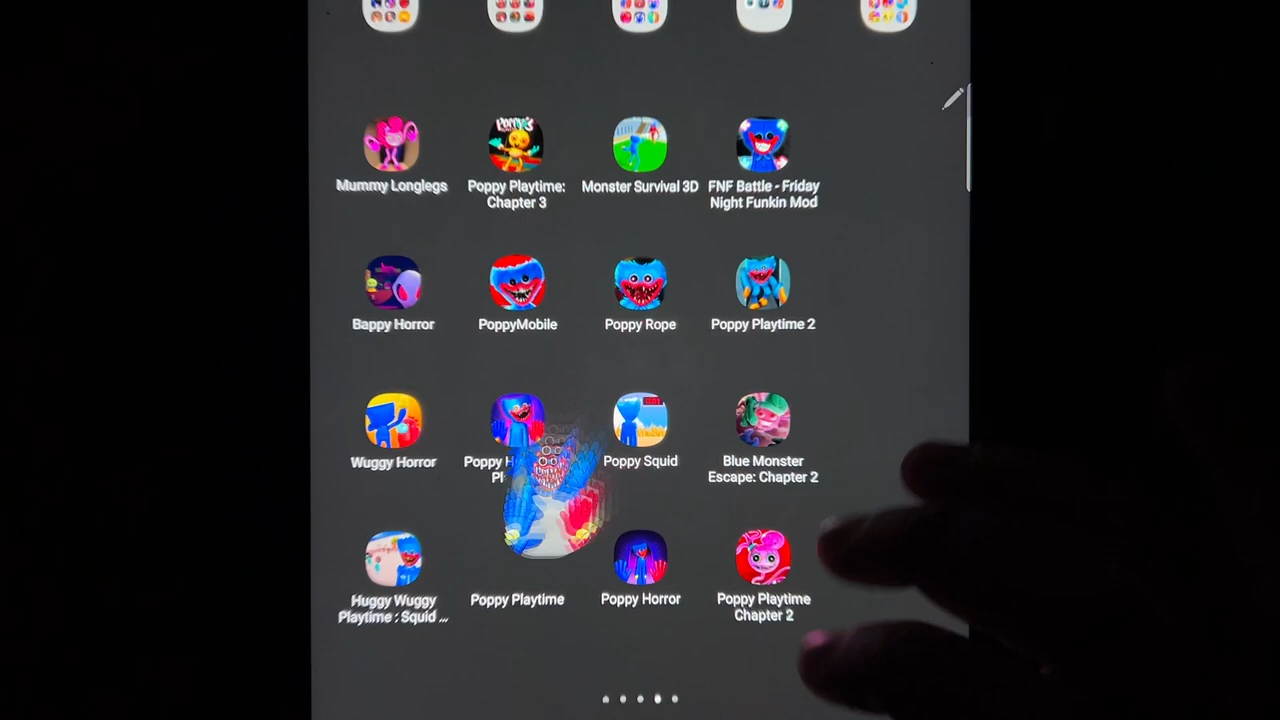 Poppy's
Mummy Longlegs
Poppy Playtime:
Chapter 3
Monster Survival 3D
FNF Battle - Friday
Night Funkin Mod
Bappy Horror
PoppyMobile
Poppy Rope
Poppy Playtime 2
Wuggy Horror
Poppy
Poppy Squid
Blue Monster
Escape: Chapter 2
Huggy Wuggy
Playtime : Squid ...
Poppy Playtime
Poppy Horror
Poppy Playtime
Chapter 2